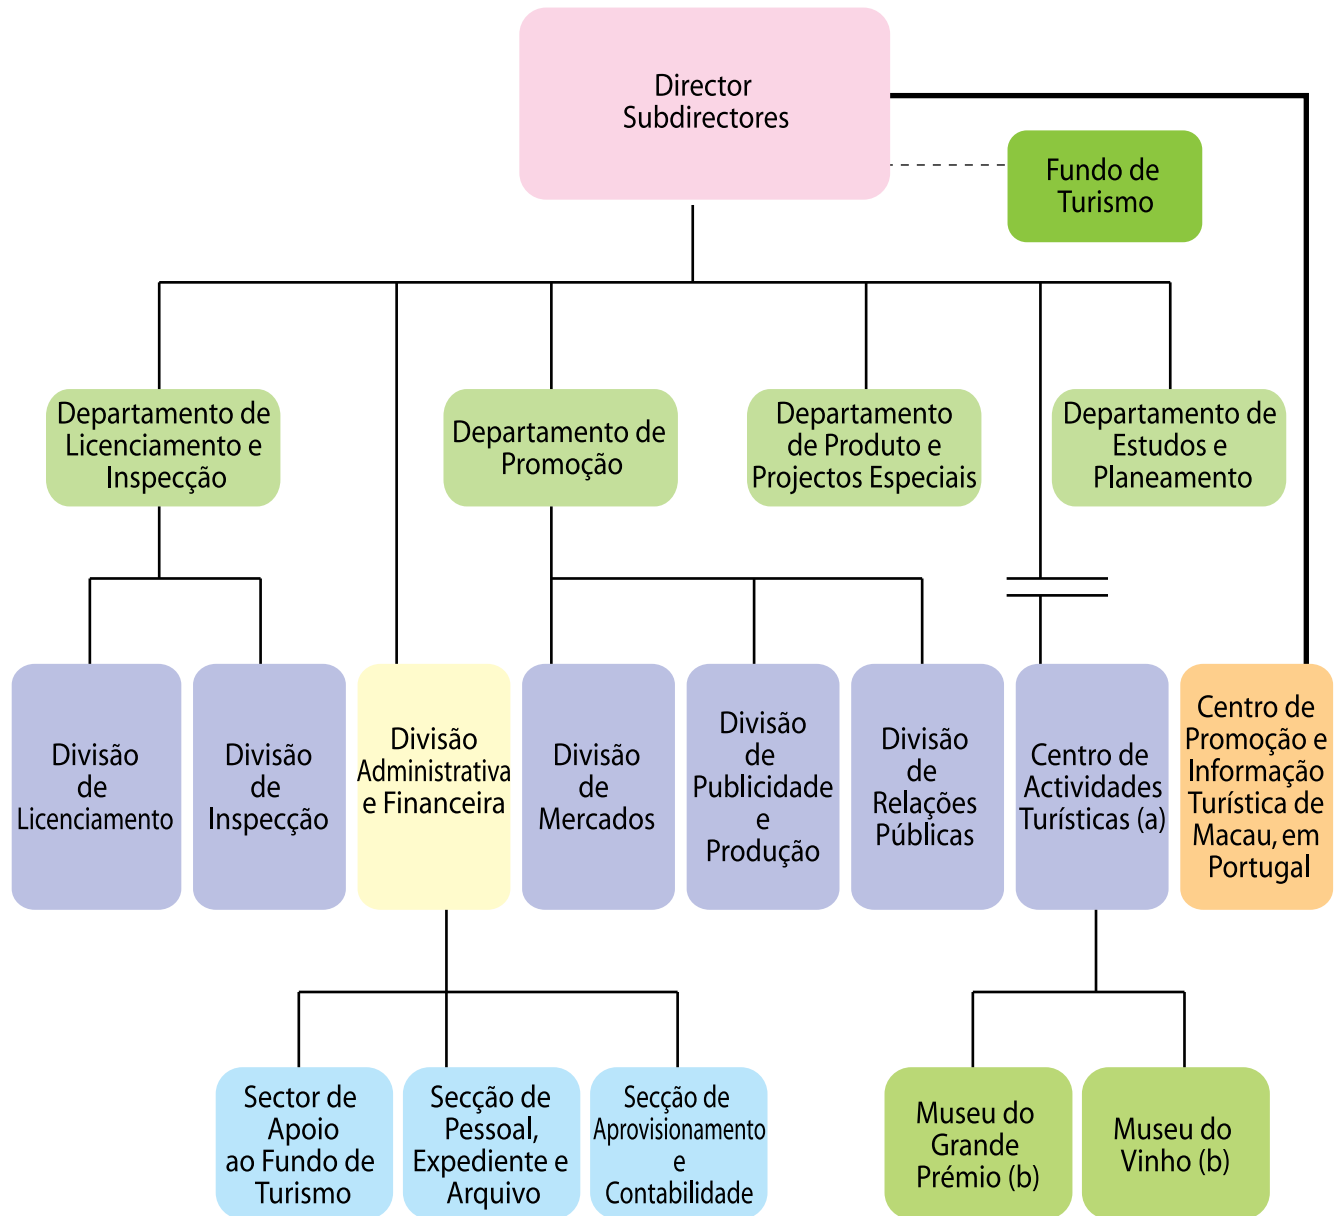 Director
Subdirectores
Fundo de
Turismo
Departamento de
Licenciamento e
Inspecção
Departamento de
Promoção
Departamento
de Produto e
Projectos Especiais
Departamento de
Estudos e
Planeamento
Divisão
de
Licenciamento
Divisão
de
Inspecção
Divisão
Administrativa
e Financeira
Divisão
de
Mercados
Divisão
de
Publicidade
e
Produção
Divisão
de
Relações
Públicas
Centro de
Actividades
Turísticas (a)
Centro de
Promoção e
Informação
Turística de
Macau, em
Portugal
Sector de
Apoio
ao Fundo de
Turismo
Secção de
Pessoal,
Expediente e
Arquivo
Secção de
Aprovisionamento
e
Contabilidade
Museu do
Grande
Prémio (b)
Museu do
Vinho (b)